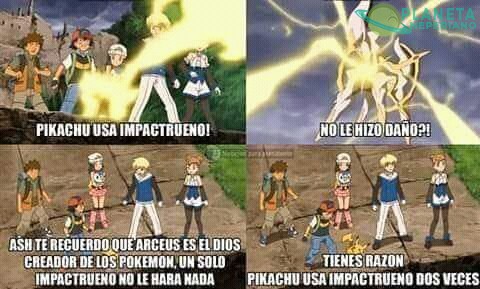 PLANETA
REPORTANO
PIKACHU USA IMPACTRUENO!
NO LE HIZO DAÑO?!
ASH TE RECUERDO QUE ARCEUS ES EL DIOS
CREADOR DE LOS POKEMON, UN SOLO
IMPACTRUENO NO LE HARA NADA
TIENES RAZON
PIKACHU USA IMPACTRUENO DOS VECES